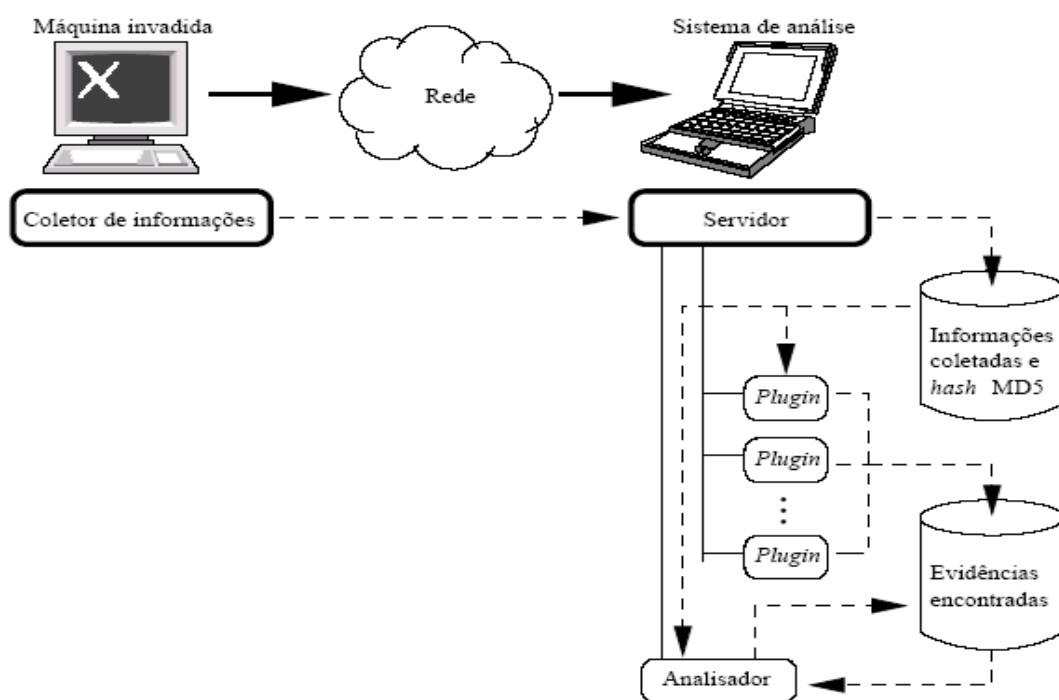 Máquina invadida
Sistema de análise
X
Rede
Coletor de informações
Servidor
Informações
coletadas e
hash MD5
Plugin
Plugin
Plugin
Evidências
encontradas
Analisador